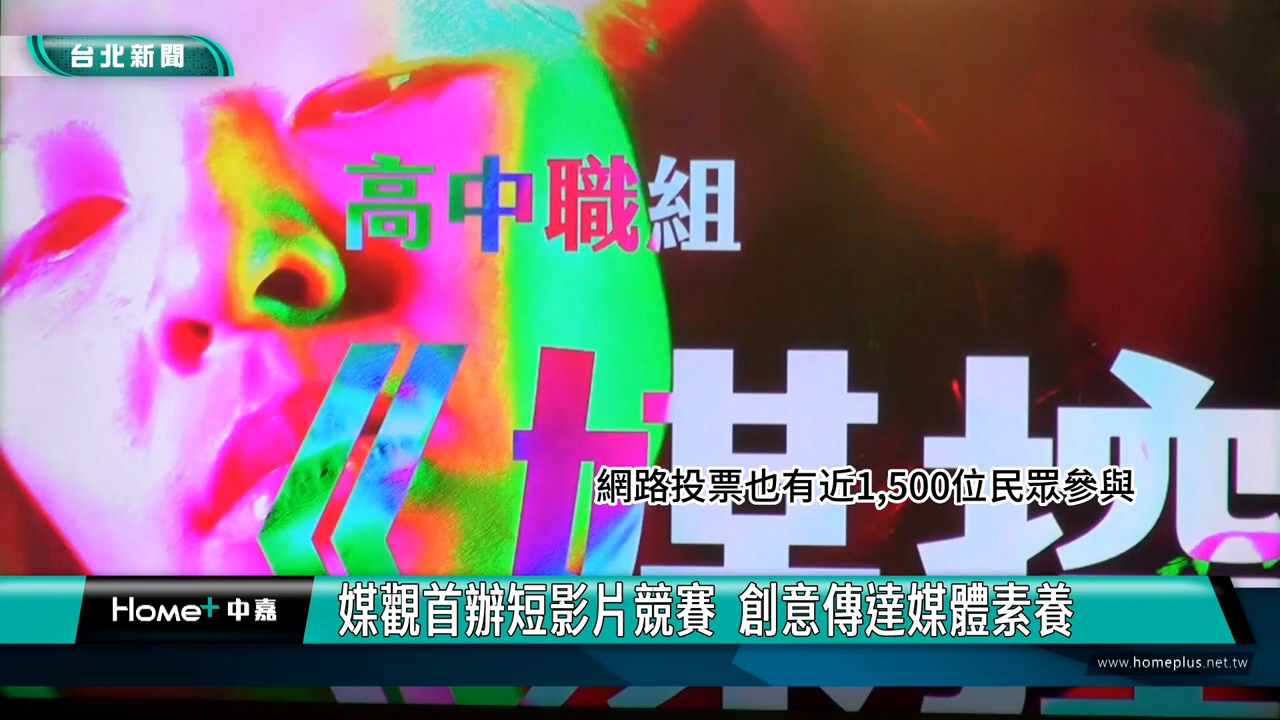 台北新聞
高中職組
《媒控
網路投票也有近1,500位民眾參與
Home+中嘉
媒觀首辦短影片競賽 創意傳達媒體素養
www.homeplus.net.tw